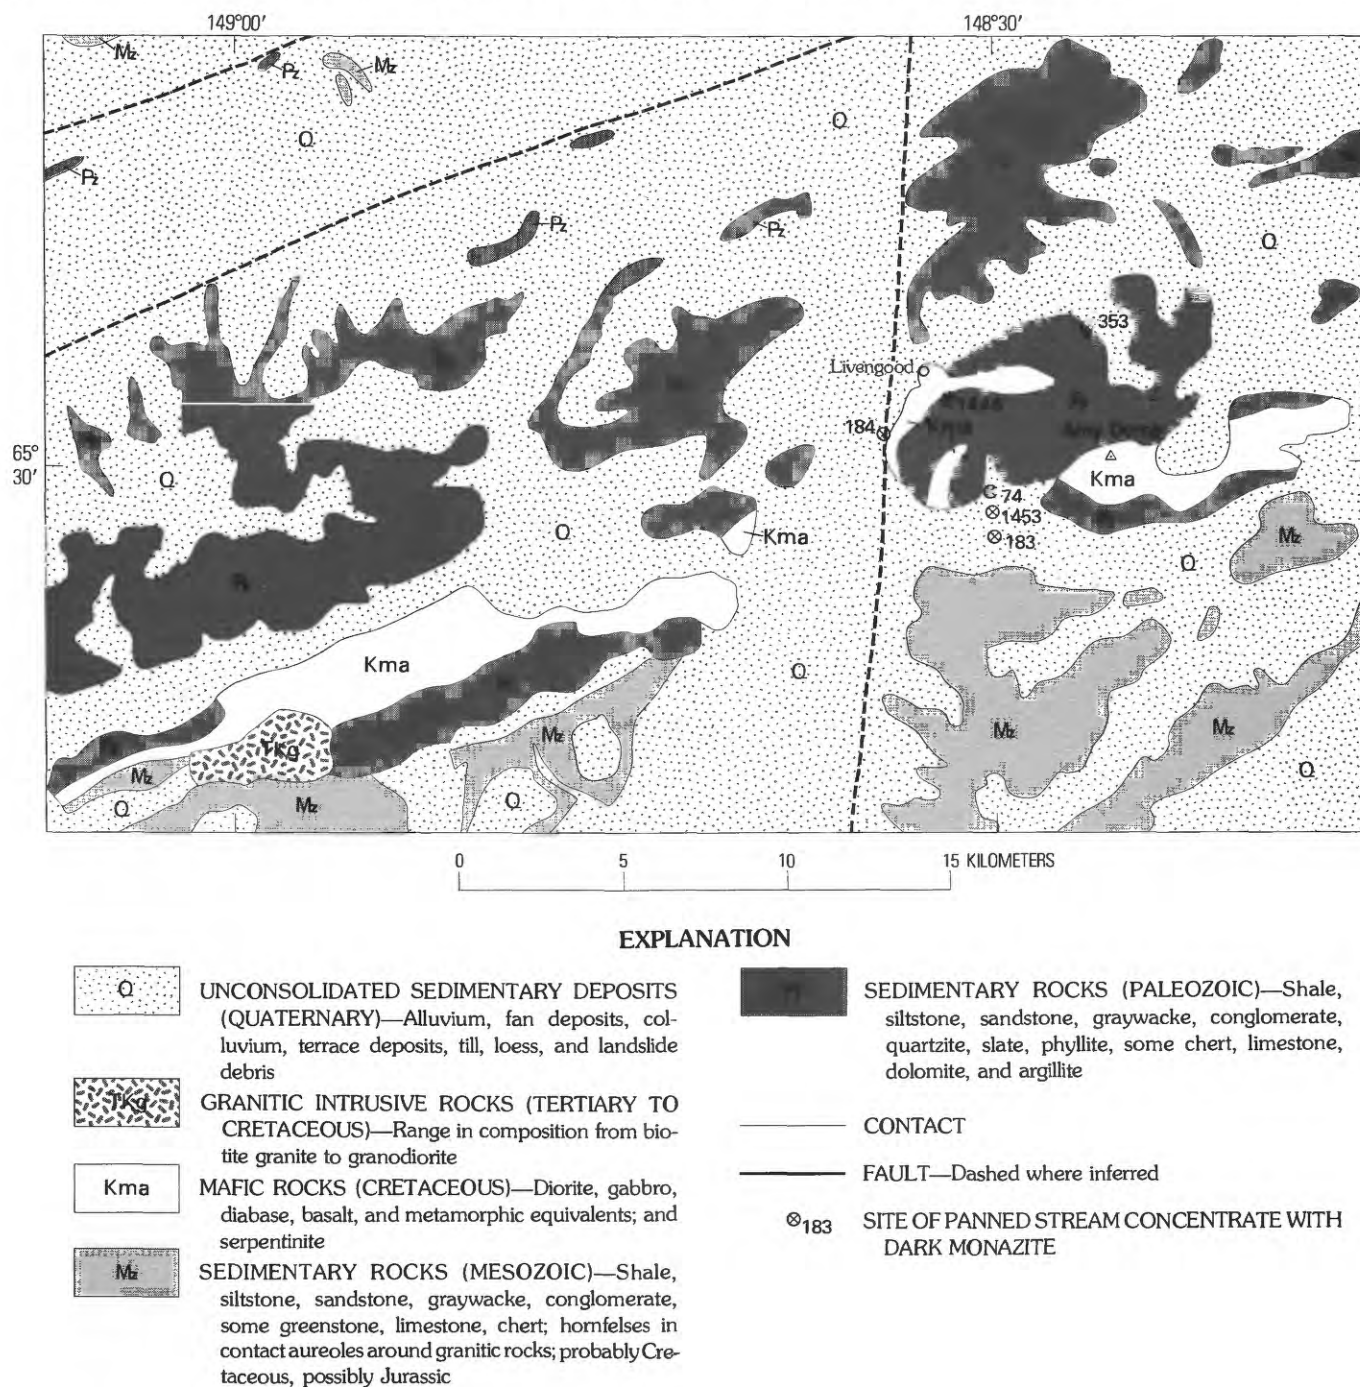 149°00′ 148°30′
Mz
Pz
Mz
Q
Q
Pz
Pz
Pz
Q
353
Livengood
184
Kma
65°
30′
Q
Kma
74
1453
183
Q
Kma
Mz
Q
Kma
Q
Mz
Mz
Mz
TKg
Mz
Q
Mz
Q
Q
0 5 10 15 KILOMETERS
EXPLANATION
Q
UNCONSOLIDATED SEDIMENTARY DEPOSITS
(QUATERNARY)—Alluvium, fan deposits, col-
luvium, terrace deposits, till, loess, and landslide
debris
TKg
GRANITIC INTRUSIVE ROCKS (TERTIARY TO
CRETACEOUS)—Range in composition from bio-
tite granite to granodiorite
Kma
MAFIC ROCKS (CRETACEOUS)—Diorite, gabbro,
diabase, basalt, and metamorphic equivalents; and
serpentinite
Mz
SEDIMENTARY ROCKS (MESOZOIC)—Shale,
siltstone, sandstone, graywacke, conglomerate,
some greenstone, limestone, chert; hornfelses in
contact aureoles around granitic rocks; probably Cre-
taceous, possibly Jurassic
SEDIMENTARY ROCKS (PALEOZOIC)—Shale,
siltstone, sandstone, graywacke, conglomerate,
quartzite, slate, phyllite, some chert, limestone,
dolomite, and argillite
CONTACT
FAULT—Dashed where inferred
183
SITE OF PANNED STREAM CONCENTRATE WITH
DARK MONAZITE